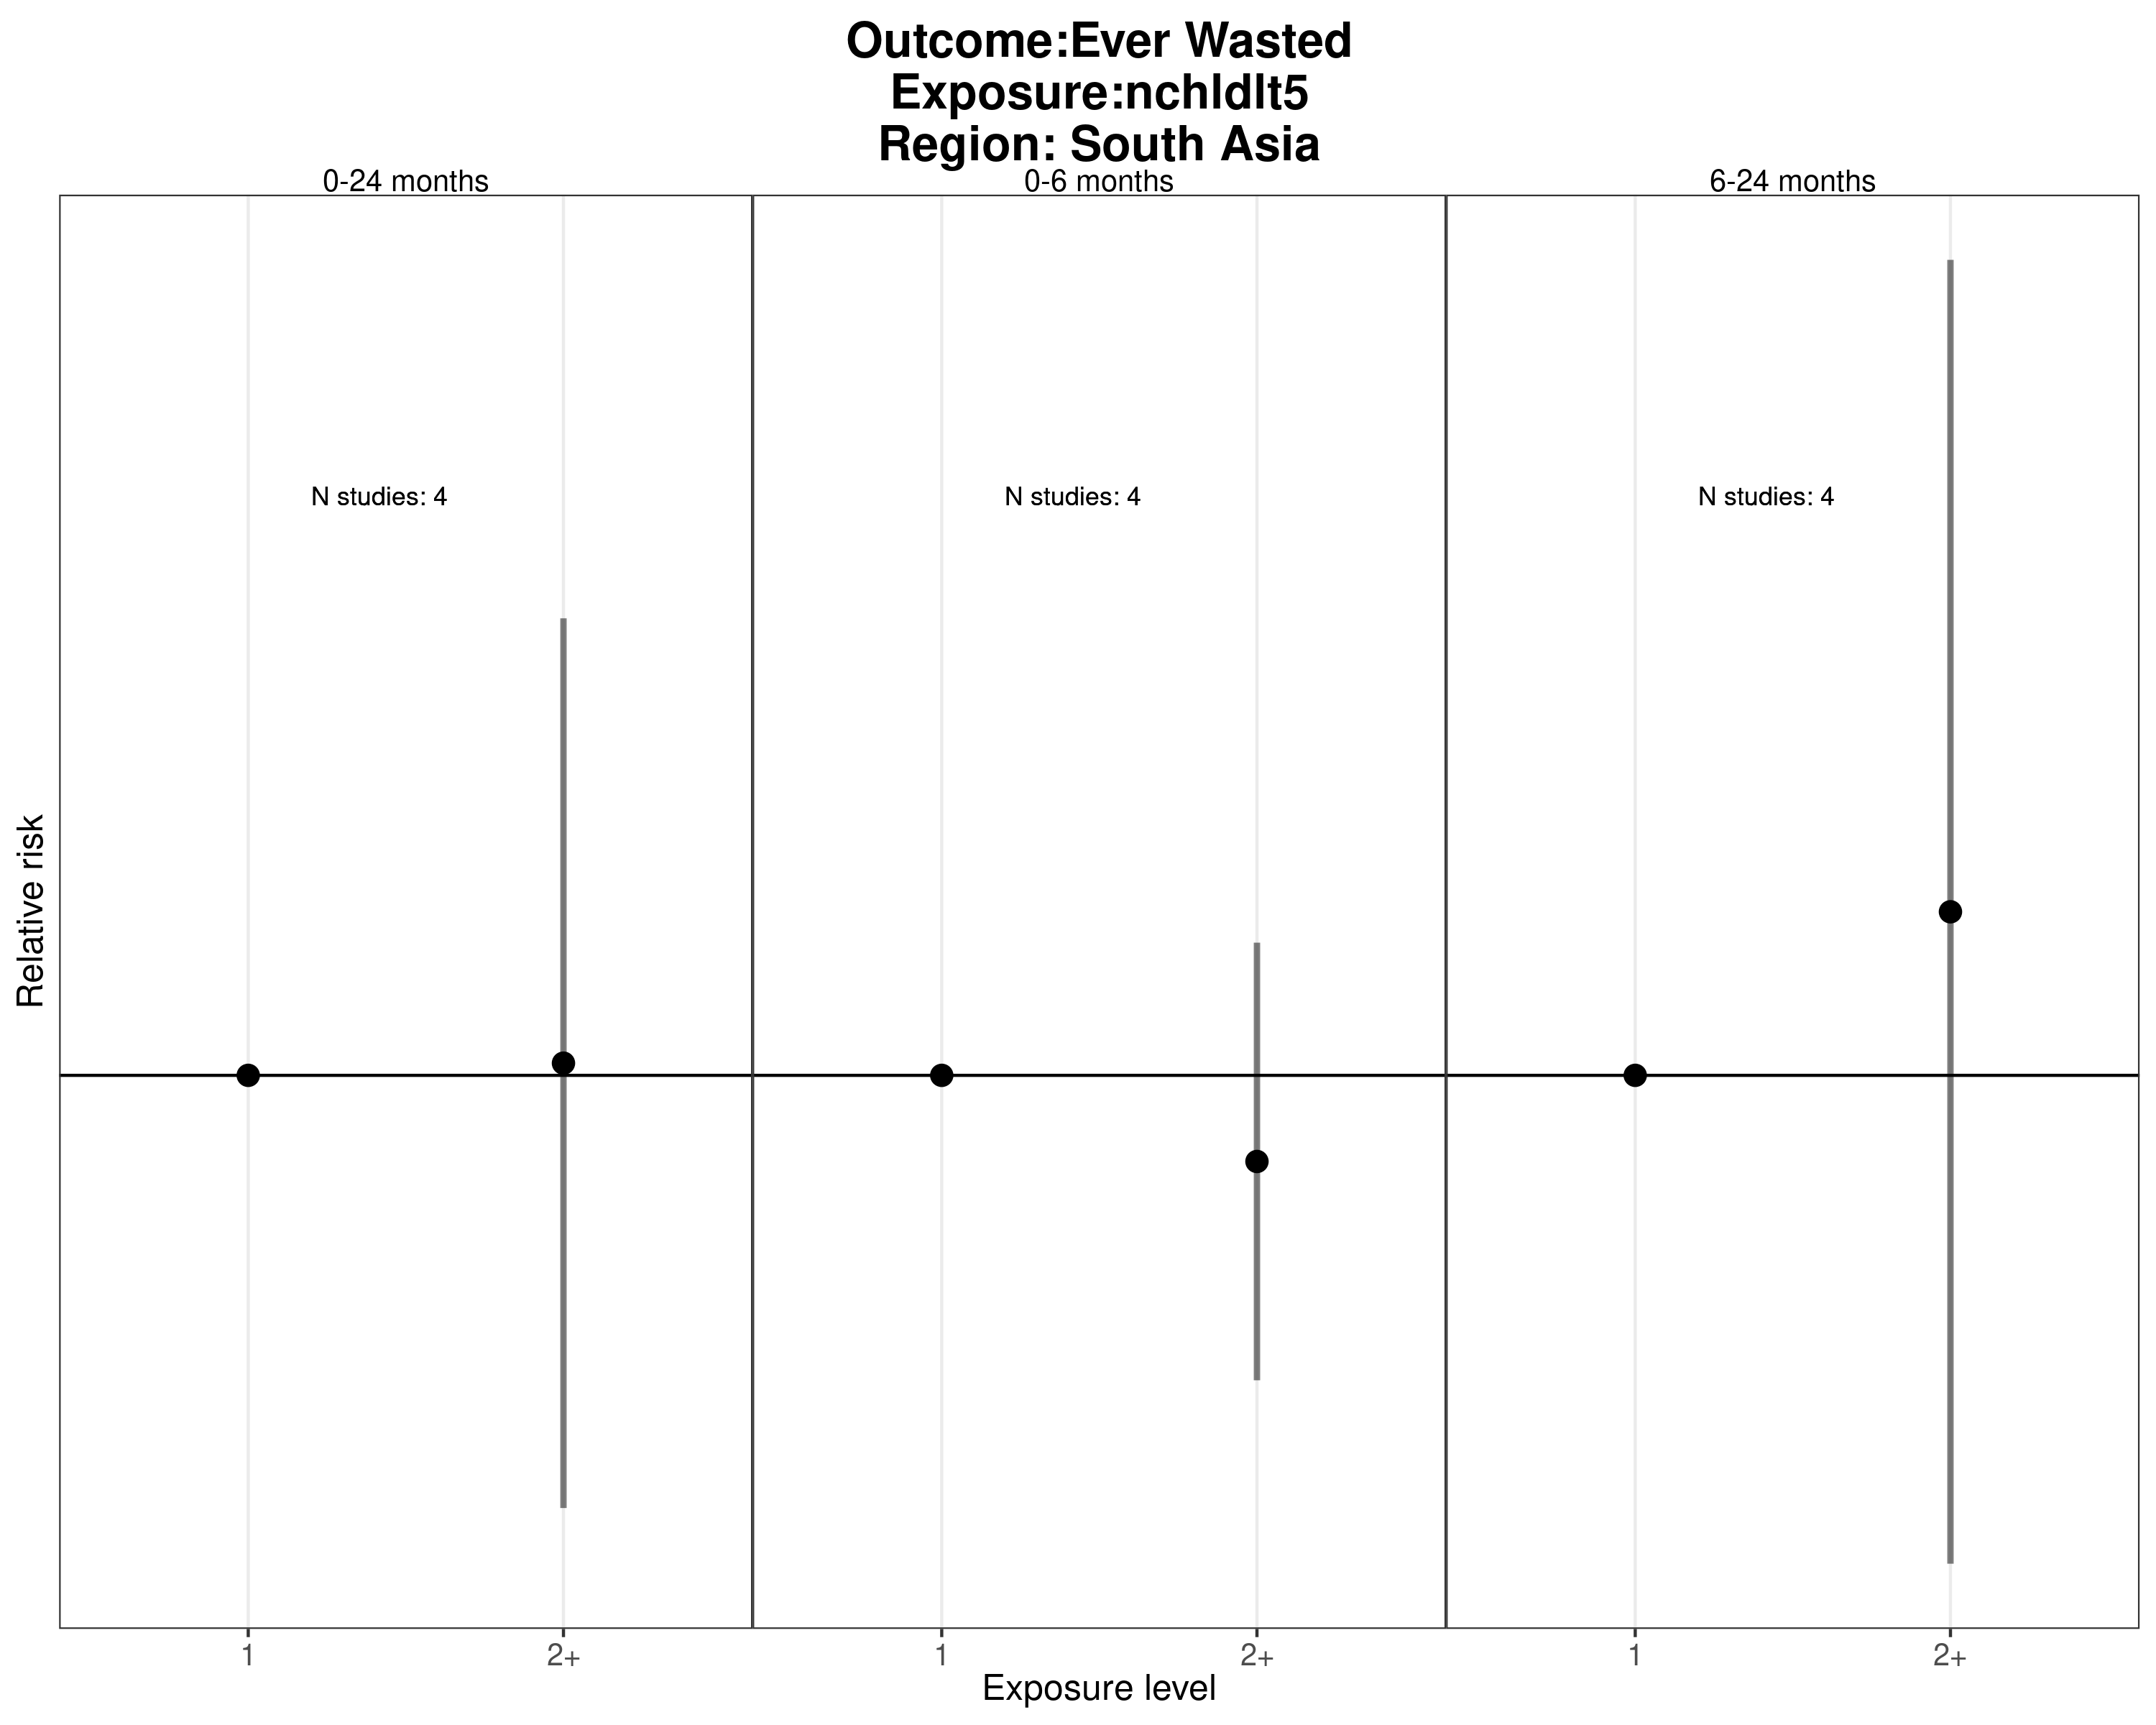 Outcome:Ever Wasted
Exposure:nchldlt5
Region: South Asia
0-24 months
0-6 months
6-24 months
N studies: 4
N studies: 4
N studies: 4
Relative risk
1
2+
1
2+
1
2+
Exposure level